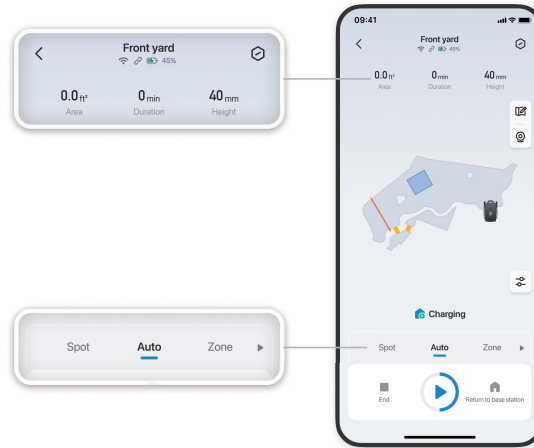 Front yard
45%
0.0 ft² 0 min 40 mm
Area Duration Height
Spot Auto Zone
09:41
Front yard
45%
0.0 ft² 0 min 40 mm
Area Duration Height
Charging
Spot Auto Zone
End Return to base station